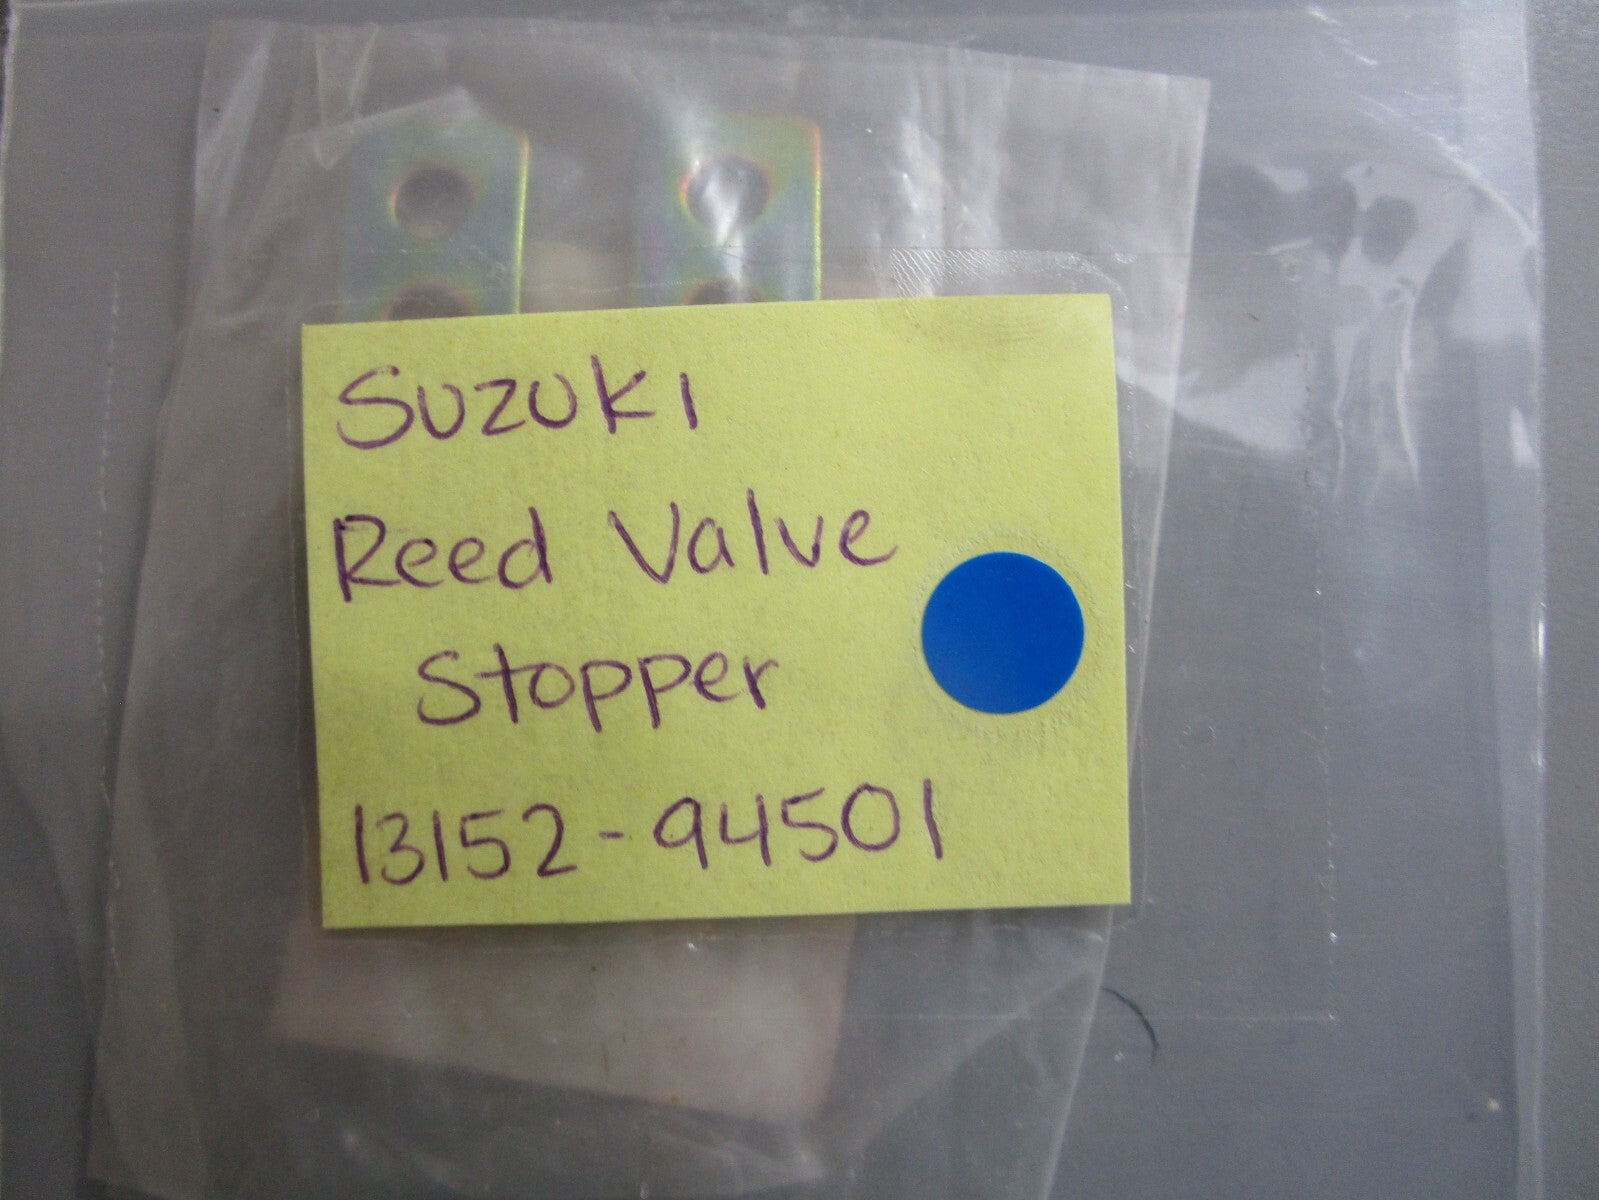 Suzuki
Reed Valve
Stopper
13152-94501